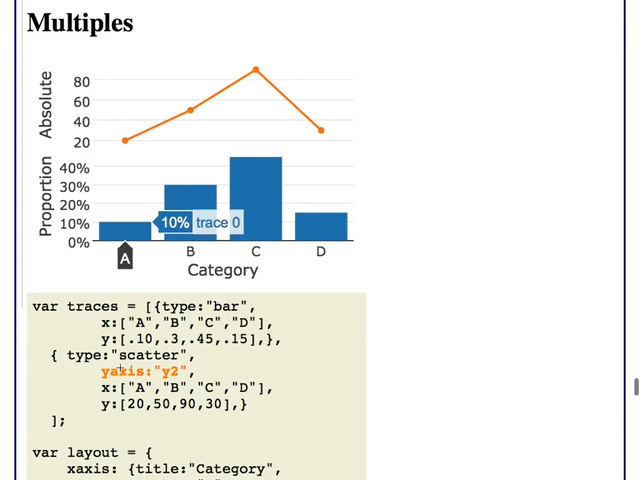 Multiples
Absolute
80
60
40
20
Proportion
40%
30%
20%
10%
0%
10% trace 0
A
B
C
D
Category
var traces = [{type:"bar",
x:["A","B","C","D"],
y:[.10,.3,.45,.15],},
{ type:"scatter",
yaxis:"y2",
x:["A","B","C","D"],
y:[20,50,90,30],}
];
var layout = {
xaxis: {title:"Category",